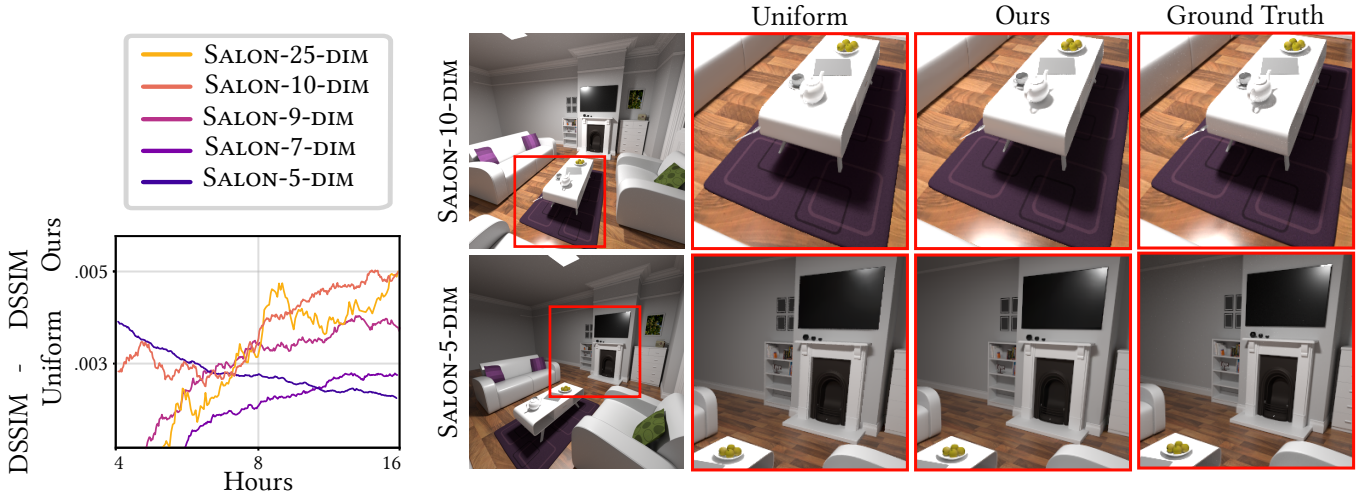 SALON-25-DIM
SALON-10-DIM
SALON-9-DIM
SALON-7-DIM
SALON-5-DIM
DSSIM Uniform - DSSIM Ours
.005
.003
4
8
16
Hours
Uniform
Ours
Ground Truth
SALON-10-DIM
SALON-5-DIM